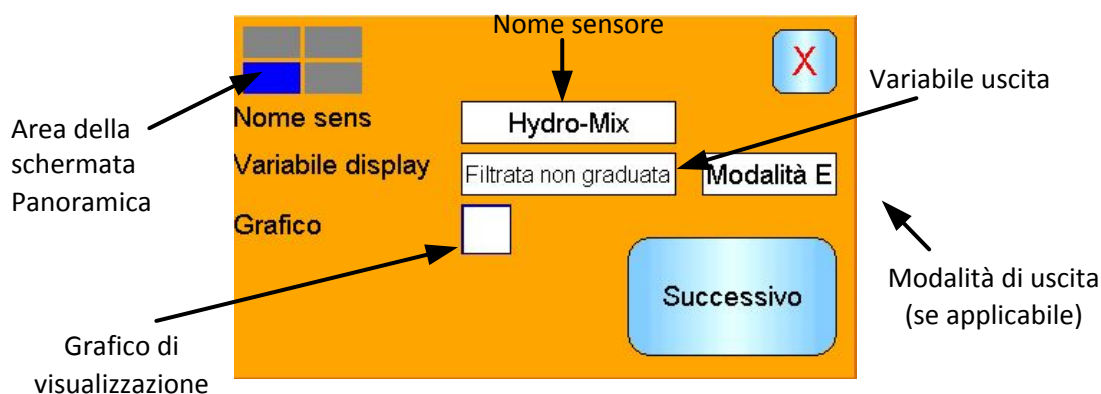 Nome sensore
X
Variabile uscita
Area della
schermata
Panoramica
Nome sens
Hydro-Mix
Variabile display
Filtrata non graduata
Modalità E
Grafico
Successivo
Modalità di uscita
(se applicabile)
Grafico di
visualizzazione